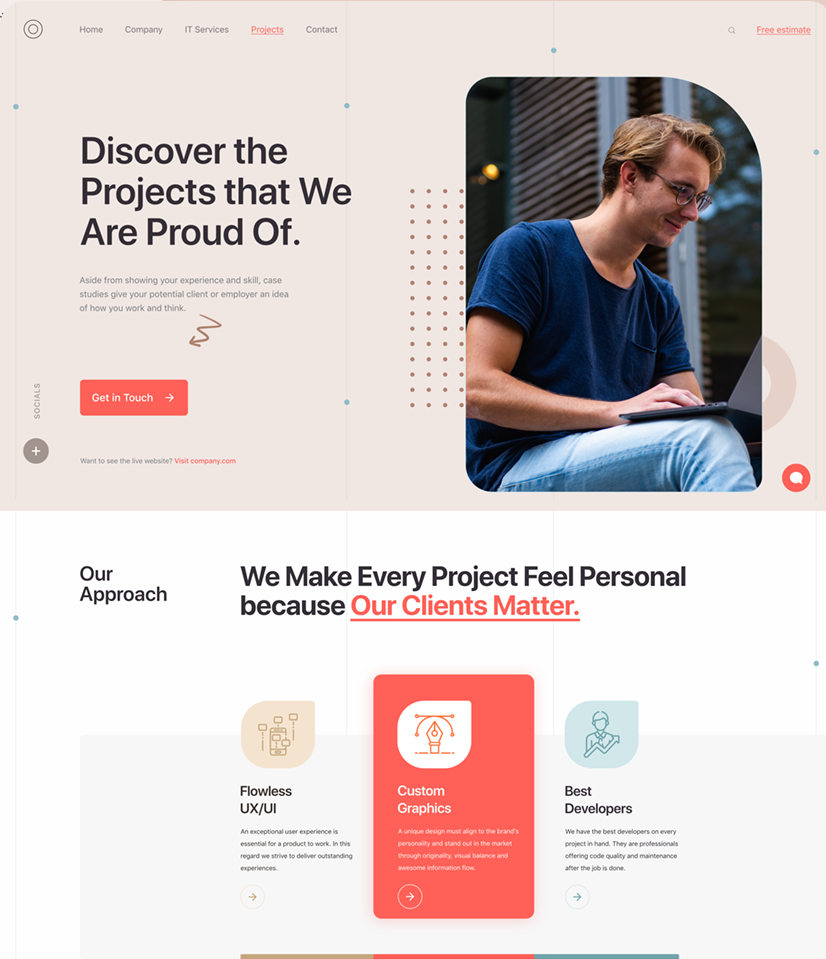 Home Company IT Services Projects Contact Free estimate
Discover the
Projects that We
Are Proud Of.
Aside from showing your experience and skill, case
studies give your potential client or employer an idea
of how you work and think.
SOCIALS
Get in Touch
Want to see the live website? Visit company.com
Our
Approach
We Make Every Project Feel Personal
because Our Clients Matter.
Flowless
UX/UI
An exceptional user experience is
essential for a product to work. In this
regard we strive to deliver outstanding
experiences.
Custom
Graphics
A unique design must align to the brand's
personality and stand out in the market
through originality, visual balance and
awesome information flow.
Best
Developers
We have the best developers on every
project in hand. They are professionals
offering code quality and maintenance
after the job is done.